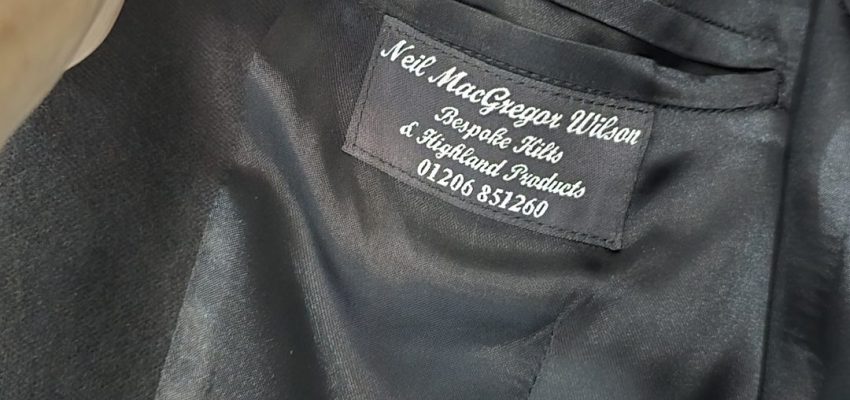 Neil MacGregor Wilson
Bespoke Kilts
& Highland Products
01206 851260